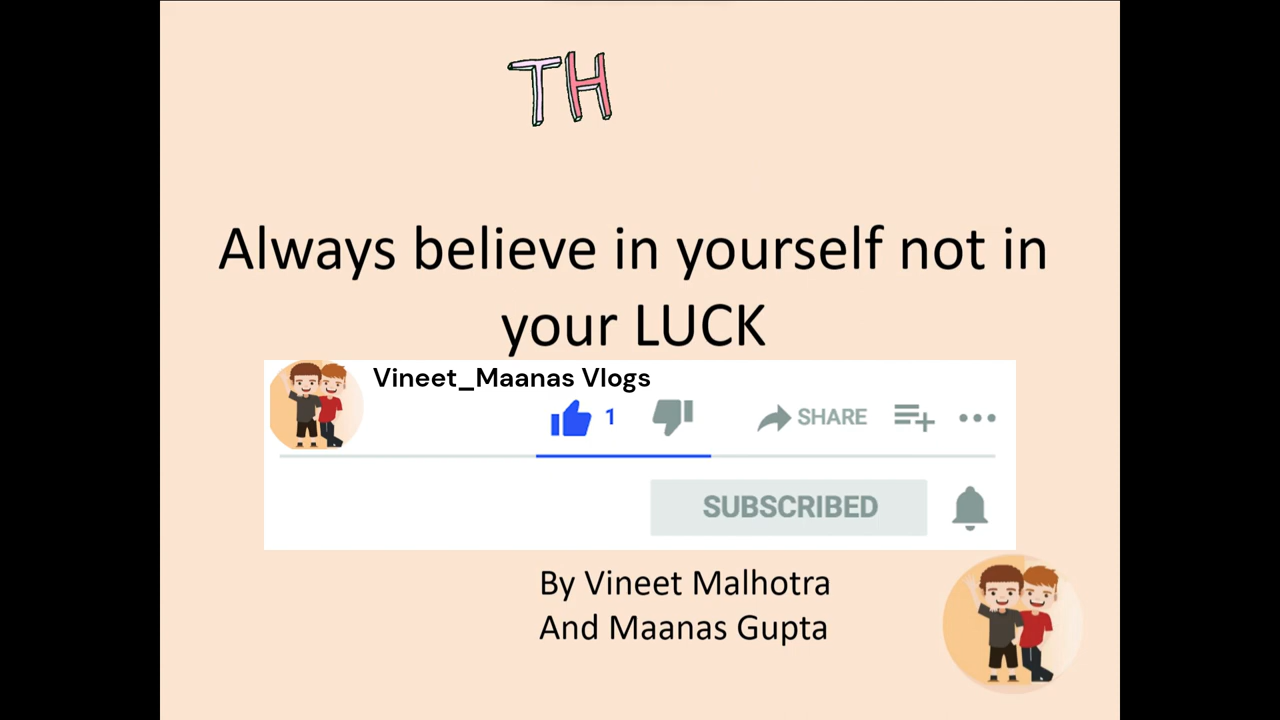 TH
Always believe in yourself not in
your LUCK
Vineet_Maanas Vlogs
1 SHARE
SUBSCRIBED
By Vineet Malhotra
And Maanas Gupta